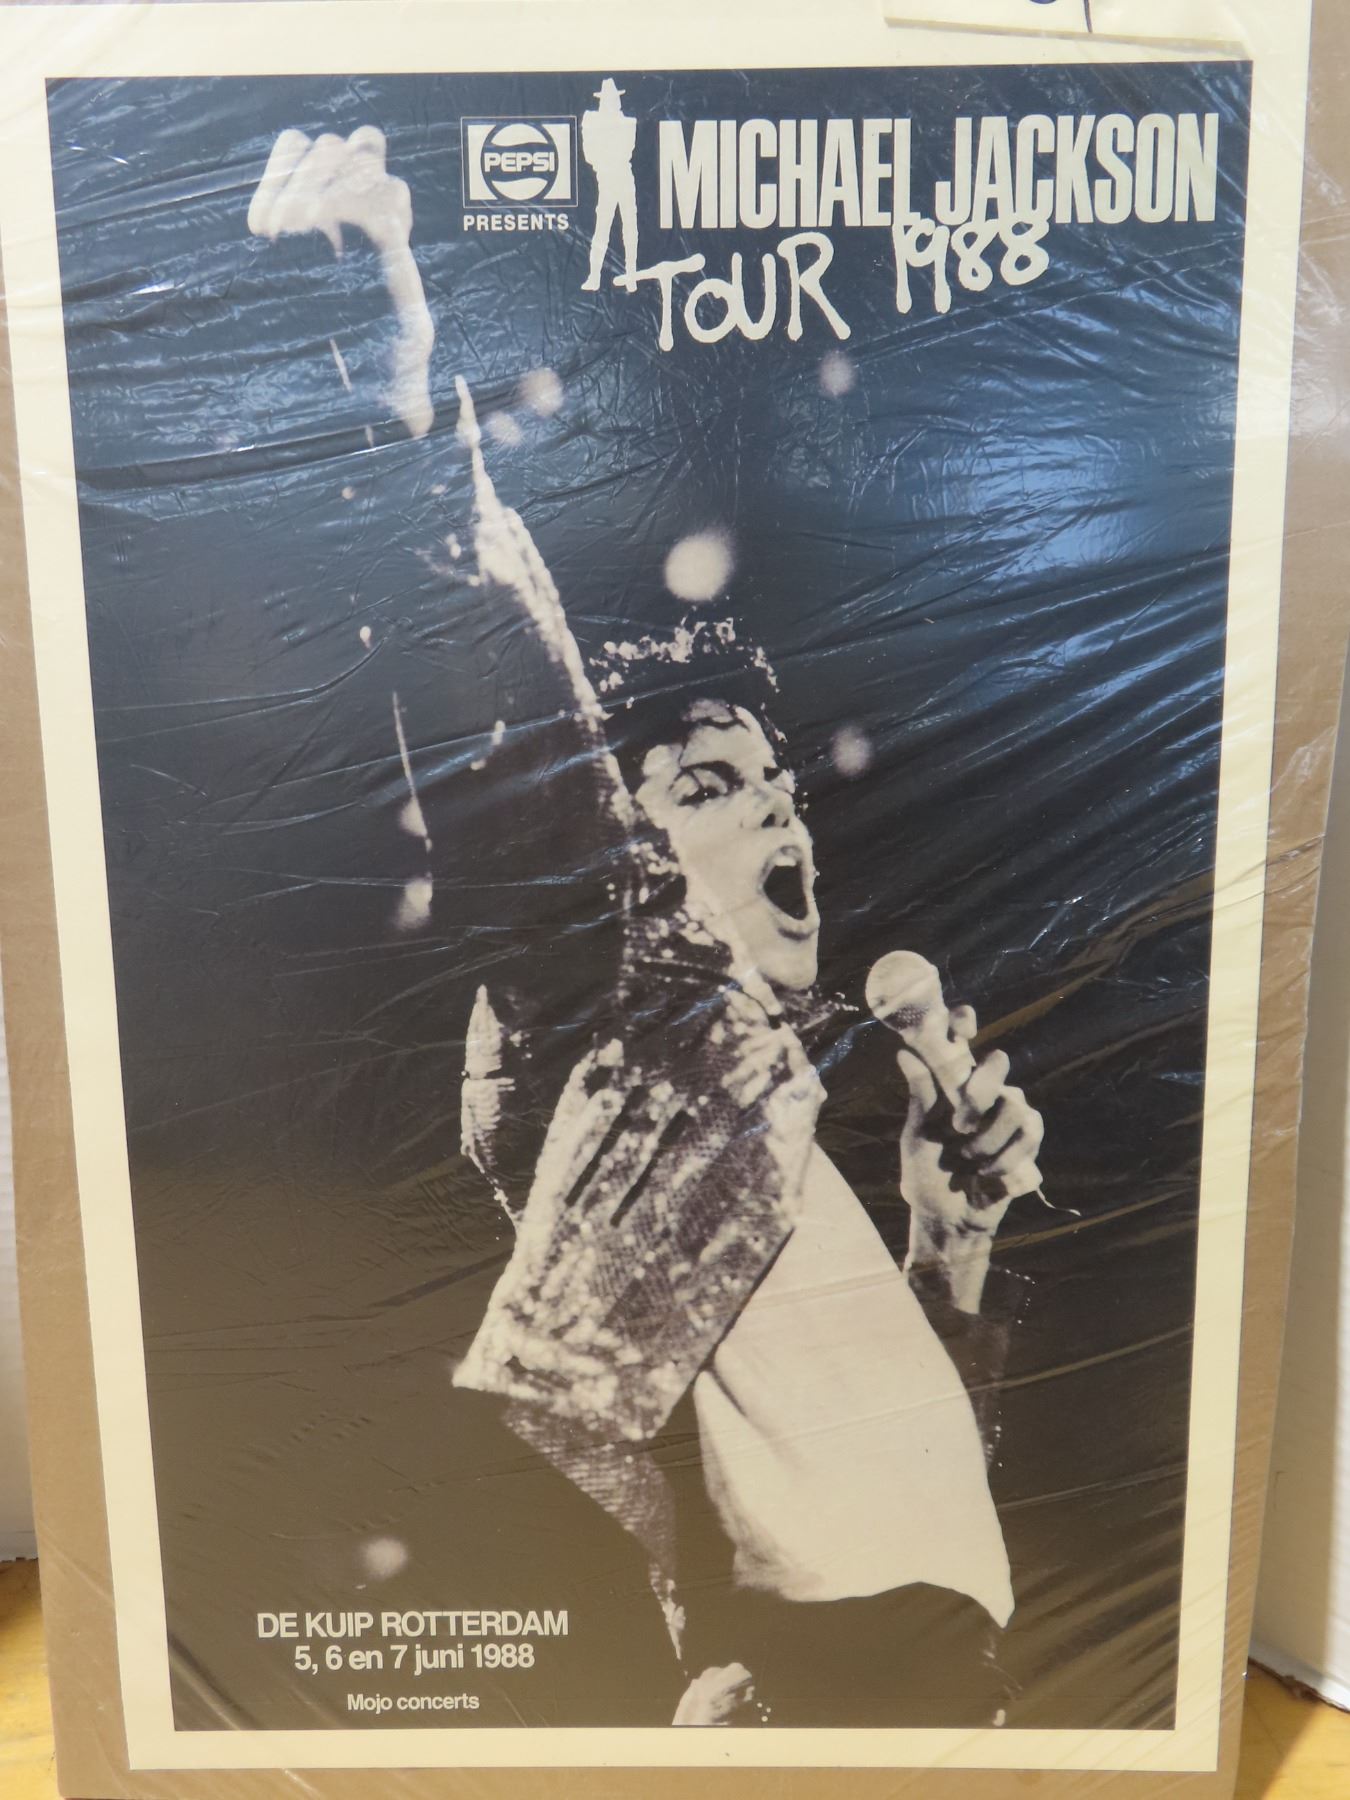 PEPSI
PRESENTS
MICHAEL JACKSON
TOUR 1988
DE KUIP ROTTERDAM
5, 6 en 7 juni 1988
Mojo concerts